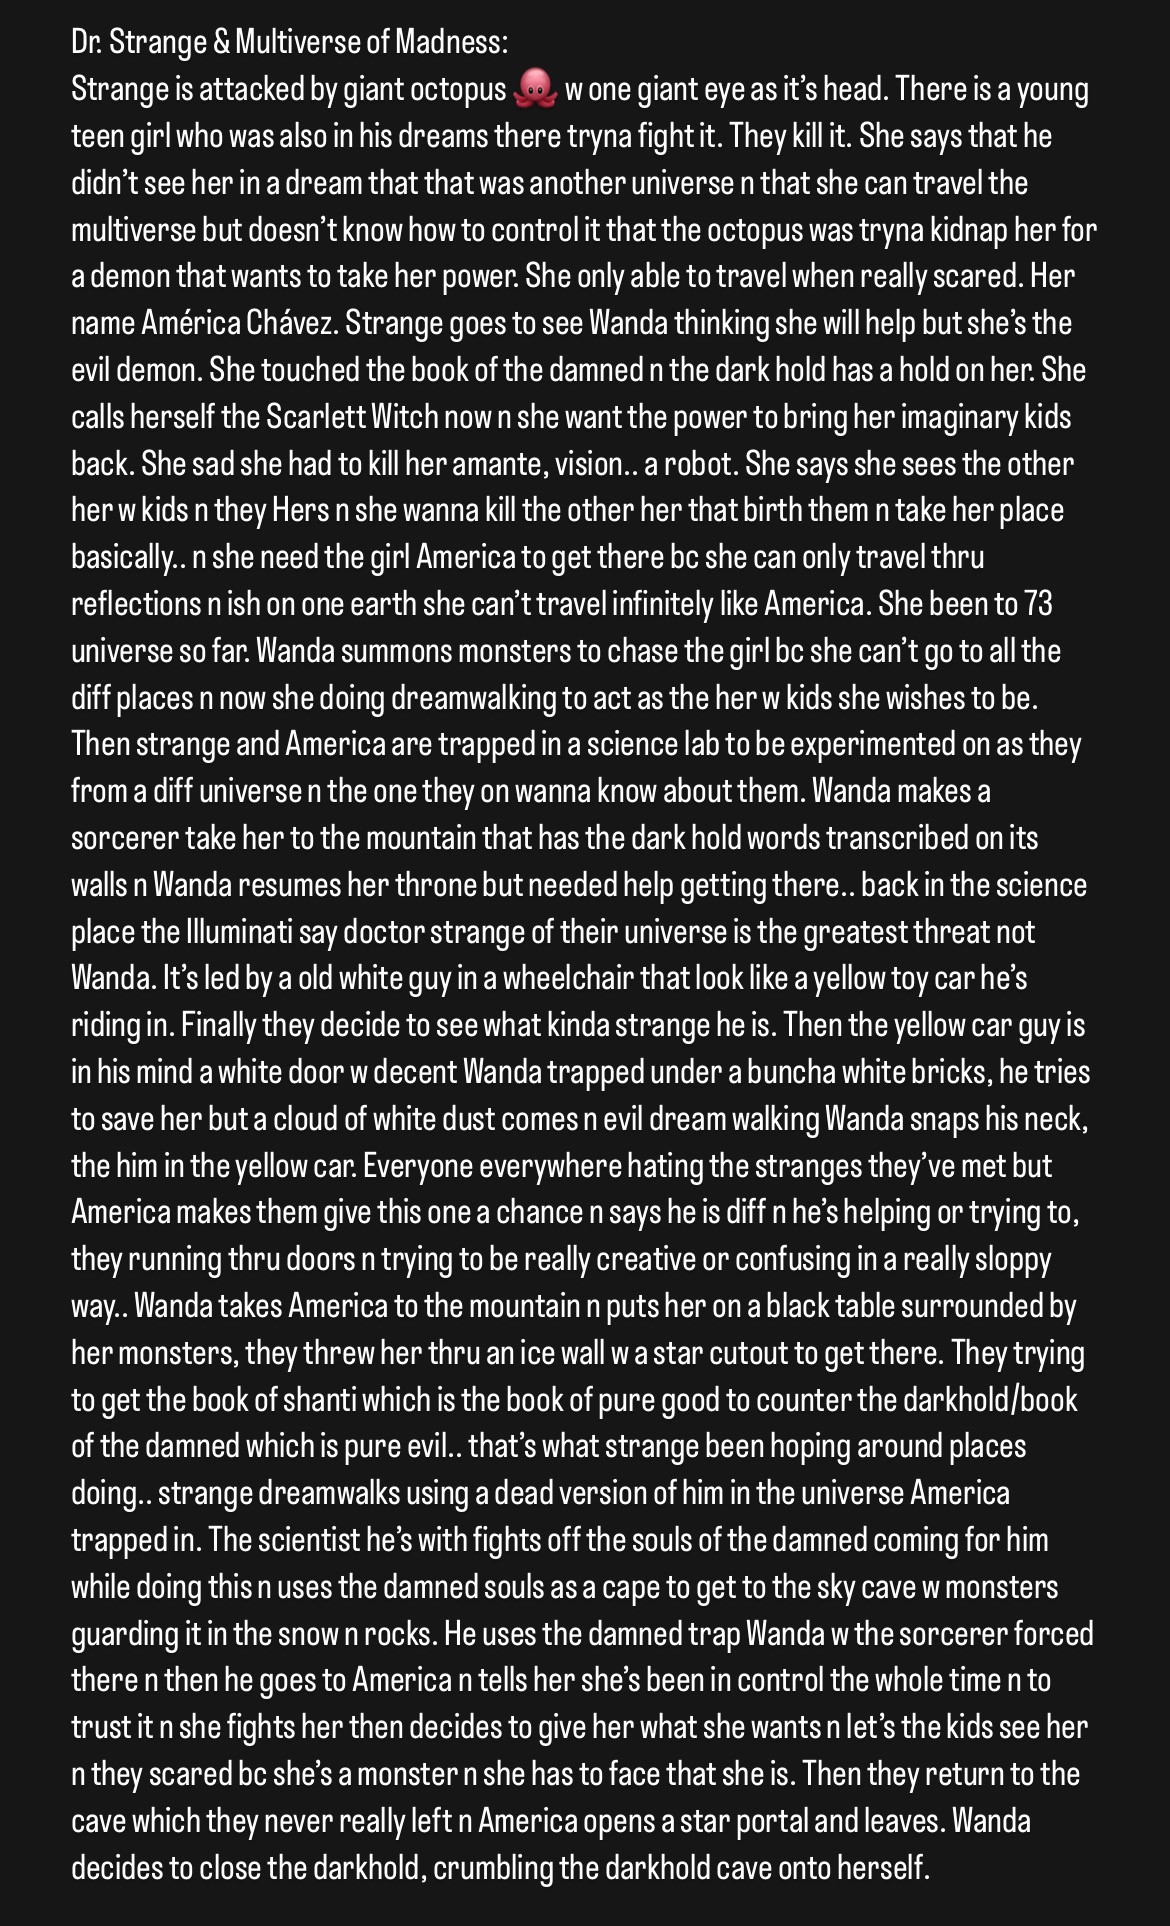 Dr. Strange & Multiverse of Madness:
Strange is attacked by giant octopus 🐙 w one giant eye as it’s head. There is a young
teen girl who was also in his dreams there tryna fight it. They kill it. She says that he
didn’t see her in a dream that that was another universe n that she can travel the
multiverse but doesn’t know how to control it that the octopus was tryna kidnap her for
a demon that wants to take her power. She only able to travel when really scared. Her
name América Chávez. Strange goes to see Wanda thinking she will help but she’s the
evil demon. She touched the book of the damned n the dark hold has a hold on her. She
calls herself the Scarlett Witch now n she want the power to bring her imaginary kids
back. She sad she had to kill her amante, vision.. a robot. She says she sees the other
her w kids n they Hers n she wanna kill the other her that birth them n take her place
basically.. n she need the girl America to get there bc she can only travel thru
reflections n ish on one earth she can’t travel infinitely like America. She been to 73
universe so far. Wanda summons monsters to chase the girl bc she can’t go to all the
diff places n now she doing dreamwalking to act as the her w kids she wishes to be.
Then strange and America are trapped in a science lab to be experimented on as they
from a diff universe n the one they on wanna know about them. Wanda makes a
sorcerer take her to the mountain that has the dark hold words transcribed on its
walls n Wanda resumes her throne but needed help getting there.. back in the science
place the Illuminati say doctor strange of their universe is the greatest threat not
Wanda. It’s led by a old white guy in a wheelchair that look like a yellow toy car he’s
riding in. Finally they decide to see what kinda strange he is. Then the yellow car guy is
in his mind a white door w decent Wanda trapped under a buncha white bricks, he tries
to save her but a cloud of white dust comes n evil dream walking Wanda snaps his neck,
the him in the yellow car. Everyone everywhere hating the stranges they’ve met but
America makes them give this one a chance n says he is diff n he’s helping or trying to,
they running thru doors n trying to be really creative or confusing in a really sloppy
way.. Wanda takes America to the mountain n puts her on a black table surrounded by
her monsters, they threw her thru an ice wall w a star cutout to get there. They trying
to get the book of shanti which is the book of pure good to counter the darkhold/book
of the damned which is pure evil.. that’s what strange been hoping around places
doing.. strange dreamwalks using a dead version of him in the universe America
trapped in. The scientist he’s with fights off the souls of the damned coming for him
while doing this n uses the damned souls as a cape to get to the sky cave w monsters
guarding it in the snow n rocks. He uses the damned trap Wanda w the sorcerer forced
there n then he goes to America n tells her she’s been in control the whole time n to
trust it n she fights her then decides to give her what she wants n let’s the kids see her
n they scared bc she’s a monster n she has to face that she is. Then they return to the
cave which they never really left n America opens a star portal and leaves. Wanda
decides to close the darkhold, crumbling the darkhold cave onto herself.